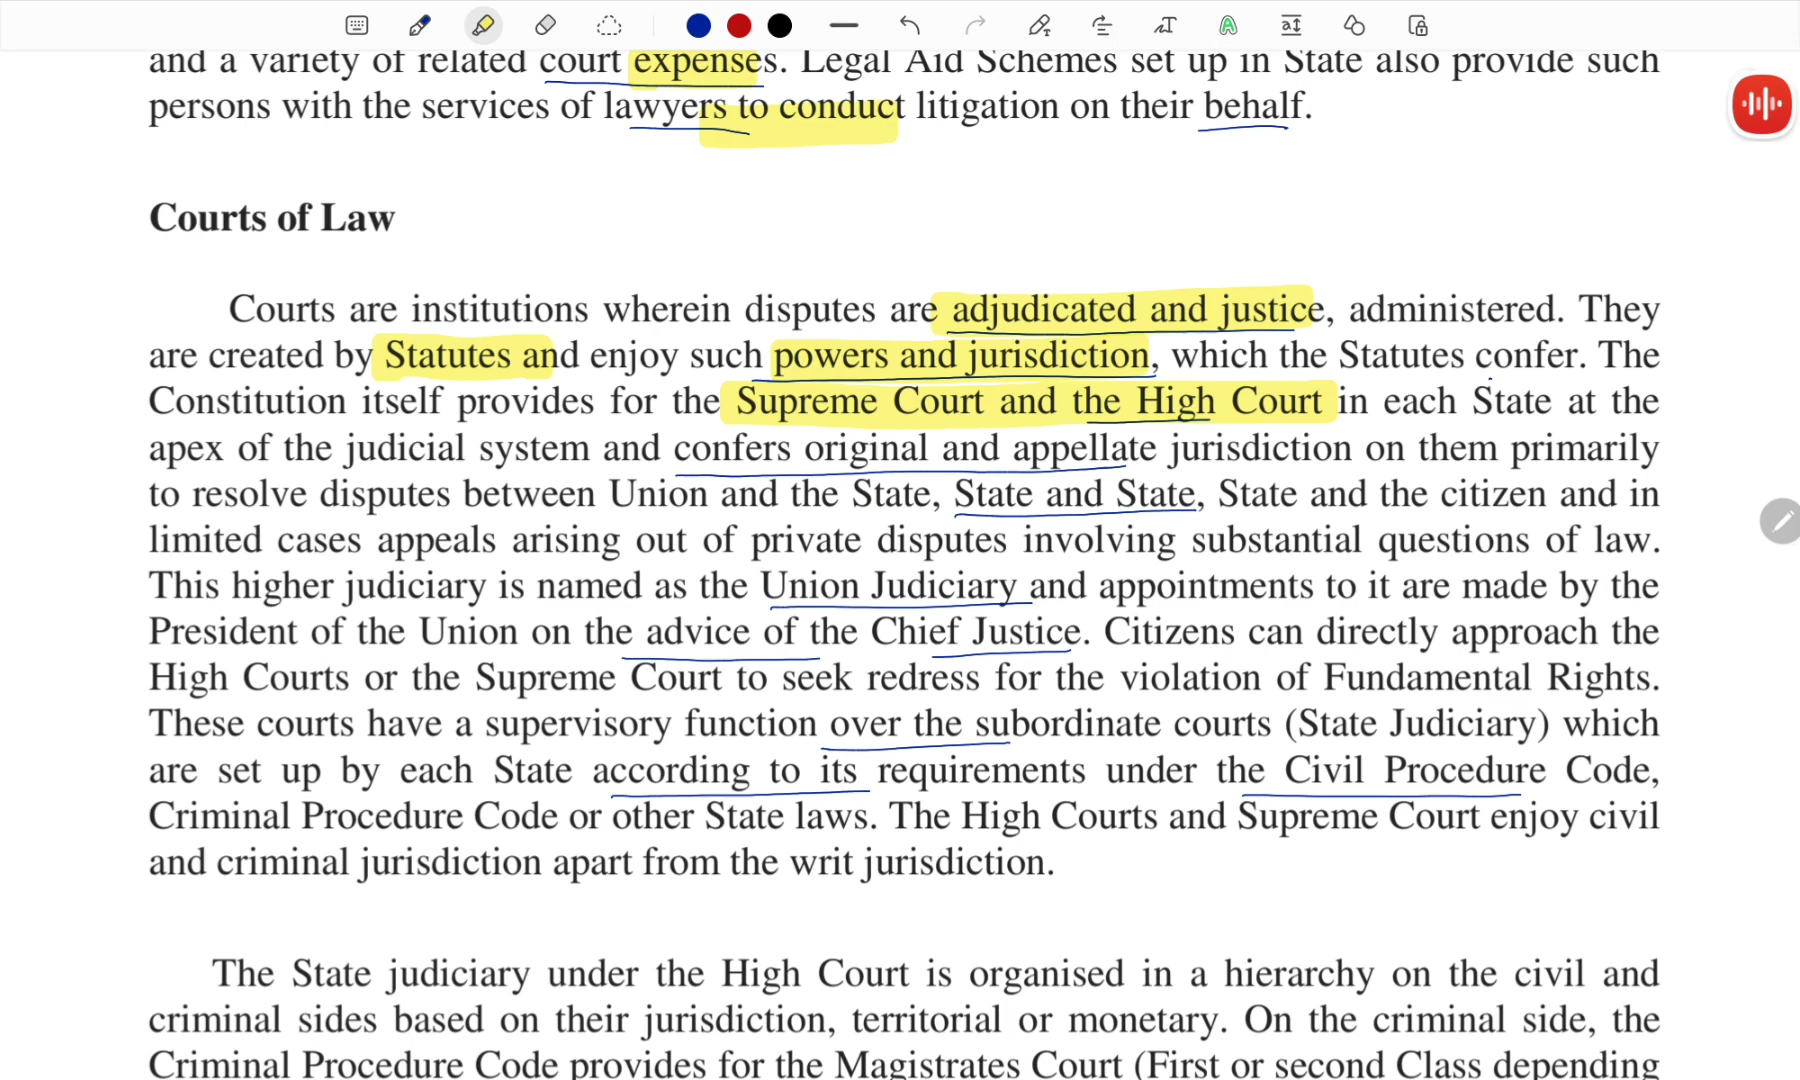 and a variety of related court expenses. Legal Aid Schemes set up in State also provide such
persons with the services of lawyers to conduct litigation on their behalf.
Courts of Law
Courts are institutions wherein disputes are adjudicated and justice, administered. They
are created by Statutes and enjoy such powers and jurisdiction, which the Statutes confer. The
Constitution itself provides for the Supreme Court and the High Court in each State at the
apex of the judicial system and confers original and appellate jurisdiction on them primarily
to resolve disputes between Union and the State, State and State, State and the citizen and in
limited cases appeals arising out of private disputes involving substantial questions of law.
This higher judiciary is named as the Union Judiciary and appointments to it are made by the
President of the Union on the advice of the Chief Justice. Citizens can directly approach the
High Courts or the Supreme Court to seek redress for the violation of Fundamental Rights.
These courts have a supervisory function over the subordinate courts (State Judiciary) which
are set up by each State according to its requirements under the Civil Procedure Code,
Criminal Procedure Code or other State laws. The High Courts and Supreme Court enjoy civil
and criminal jurisdiction apart from the writ jurisdiction.
The State judiciary under the High Court is organised in a hierarchy on the civil and
criminal sides based on their jurisdiction, territorial or monetary. On the criminal side, the
Criminal Procedure Code provides for the Magistrates Court (First or second Class depending